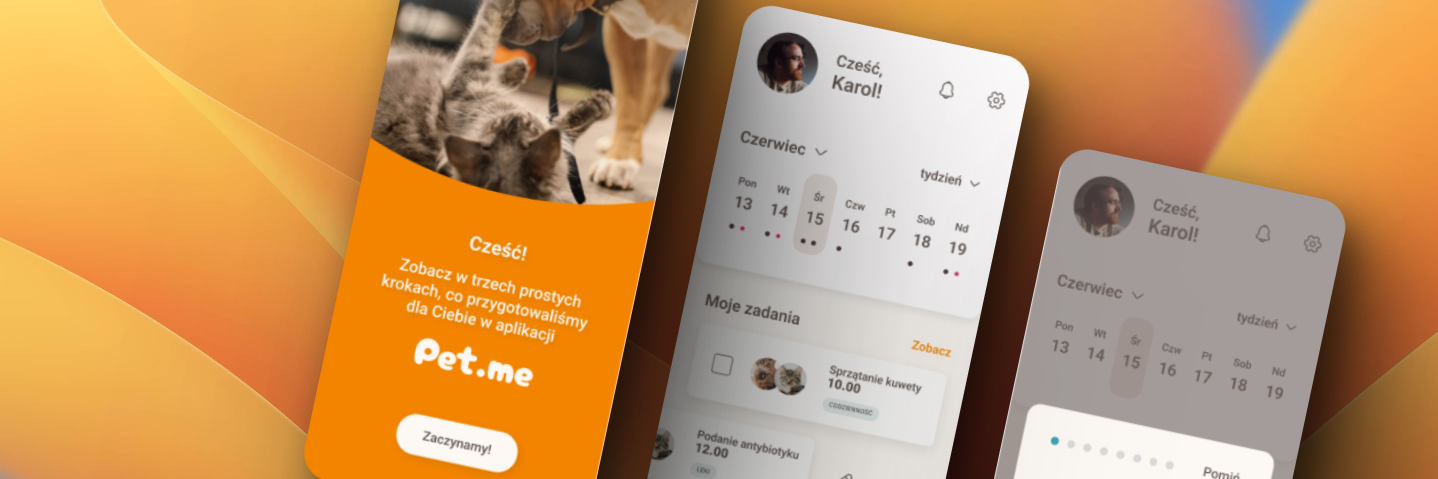 Cześć!
Zobacz w trzech prostych
krokach, co przygotowaliśmy
dla Ciebie w aplikacji
Pet.me
Zaczynamy!
Cześć,
Karol!
Czerwiec
tydzień
Pon Wt Śr Czw Pt Sob Nd
13 14 15 16 17 18 19
Moje zadania
Zobacz
Sprzątanie kuwety
10.00
CODZIENNOŚĆ
Podanie antybiotyku
12.00
LEKI
Cześć,
Karol!
Czerwiec
tydzień
Pon Wt Śr Czw Pt Sob Nd
13 14 15 16 17 18 19
Pomiń